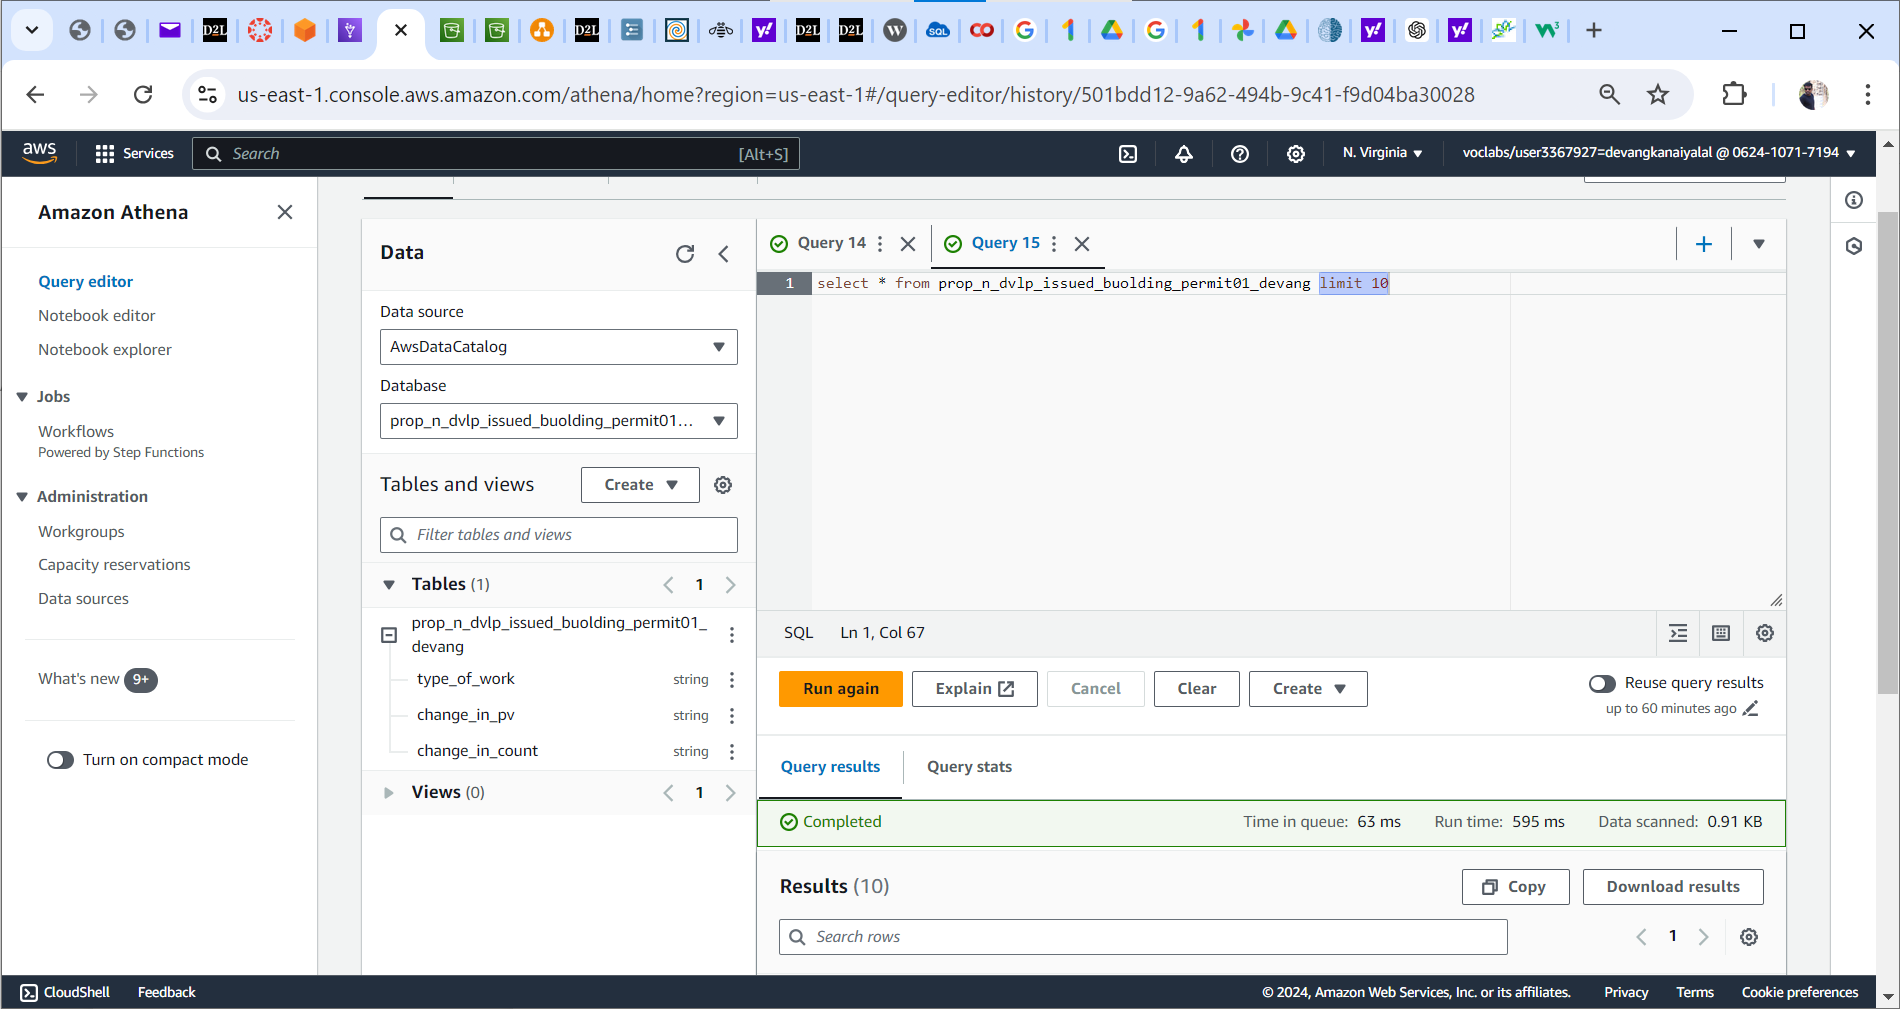 D2L
D2L
D2L
D2L
SQL
us-east-1.console.aws.amazon.com/athena/home?region=us-east-1#/query-editor/history/501bdd12-9a62-494b-9c41-f9d04ba30028
aws
Services
Search
[Alt+S]
N. Virginia
voclabs/user3367927=devangkanaiyalal @ 0624-1071-7194
Amazon Athena
Query editor
Notebook editor
Notebook explorer
Jobs
Workflows
Powered by Step Functions
Administration
Workgroups
Capacity reservations
Data sources
What's new 9+
Turn on compact mode
Data
Data source
AwsDataCatalog
Database
prop_n_dvlp_issued_buolding_permit01...
Tables and views
Create
Filter tables and views
Tables (1)
1
prop_n_dvlp_issued_buolding_permit01_
devang
type_of_work string
change_in_pv string
change_in_count string
Views (0)
1
Query 14
Query 15
1 select * from prop_n_dvlp_issued_buolding_permit01_devang limit 10
SQL Ln 1, Col 67
Run again
Explain
Cancel
Clear
Create
Reuse query results
up to 60 minutes ago
Query results
Query stats
Completed
Time in queue: 63 ms
Run time: 595 ms
Data scanned: 0.91 KB
Results (10)
Copy
Download results
Search rows
1
CloudShell
Feedback
© 2024, Amazon Web Services, Inc. or its affiliates.
Privacy
Terms
Cookie preferences